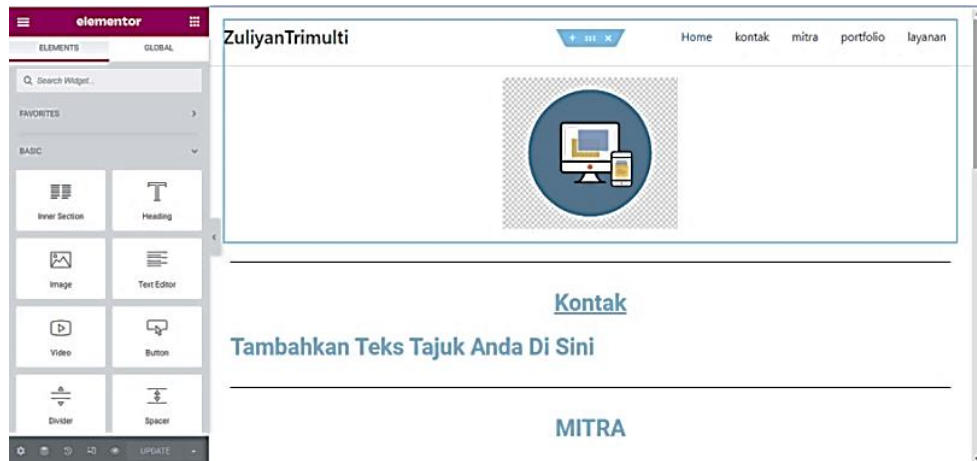 elementor
ELEMENTS GLOBAL
Search Widget...
FAVORITES
BASIC
Inner Section Heading
Image Text Editor
Video Button
Divider Spacer
UPDATE
ZuliyanTrimulti
Home kontak mitra portfolio layanan
Kontak
Tambahkan Teks Tajuk Anda Di Sini
MITRA